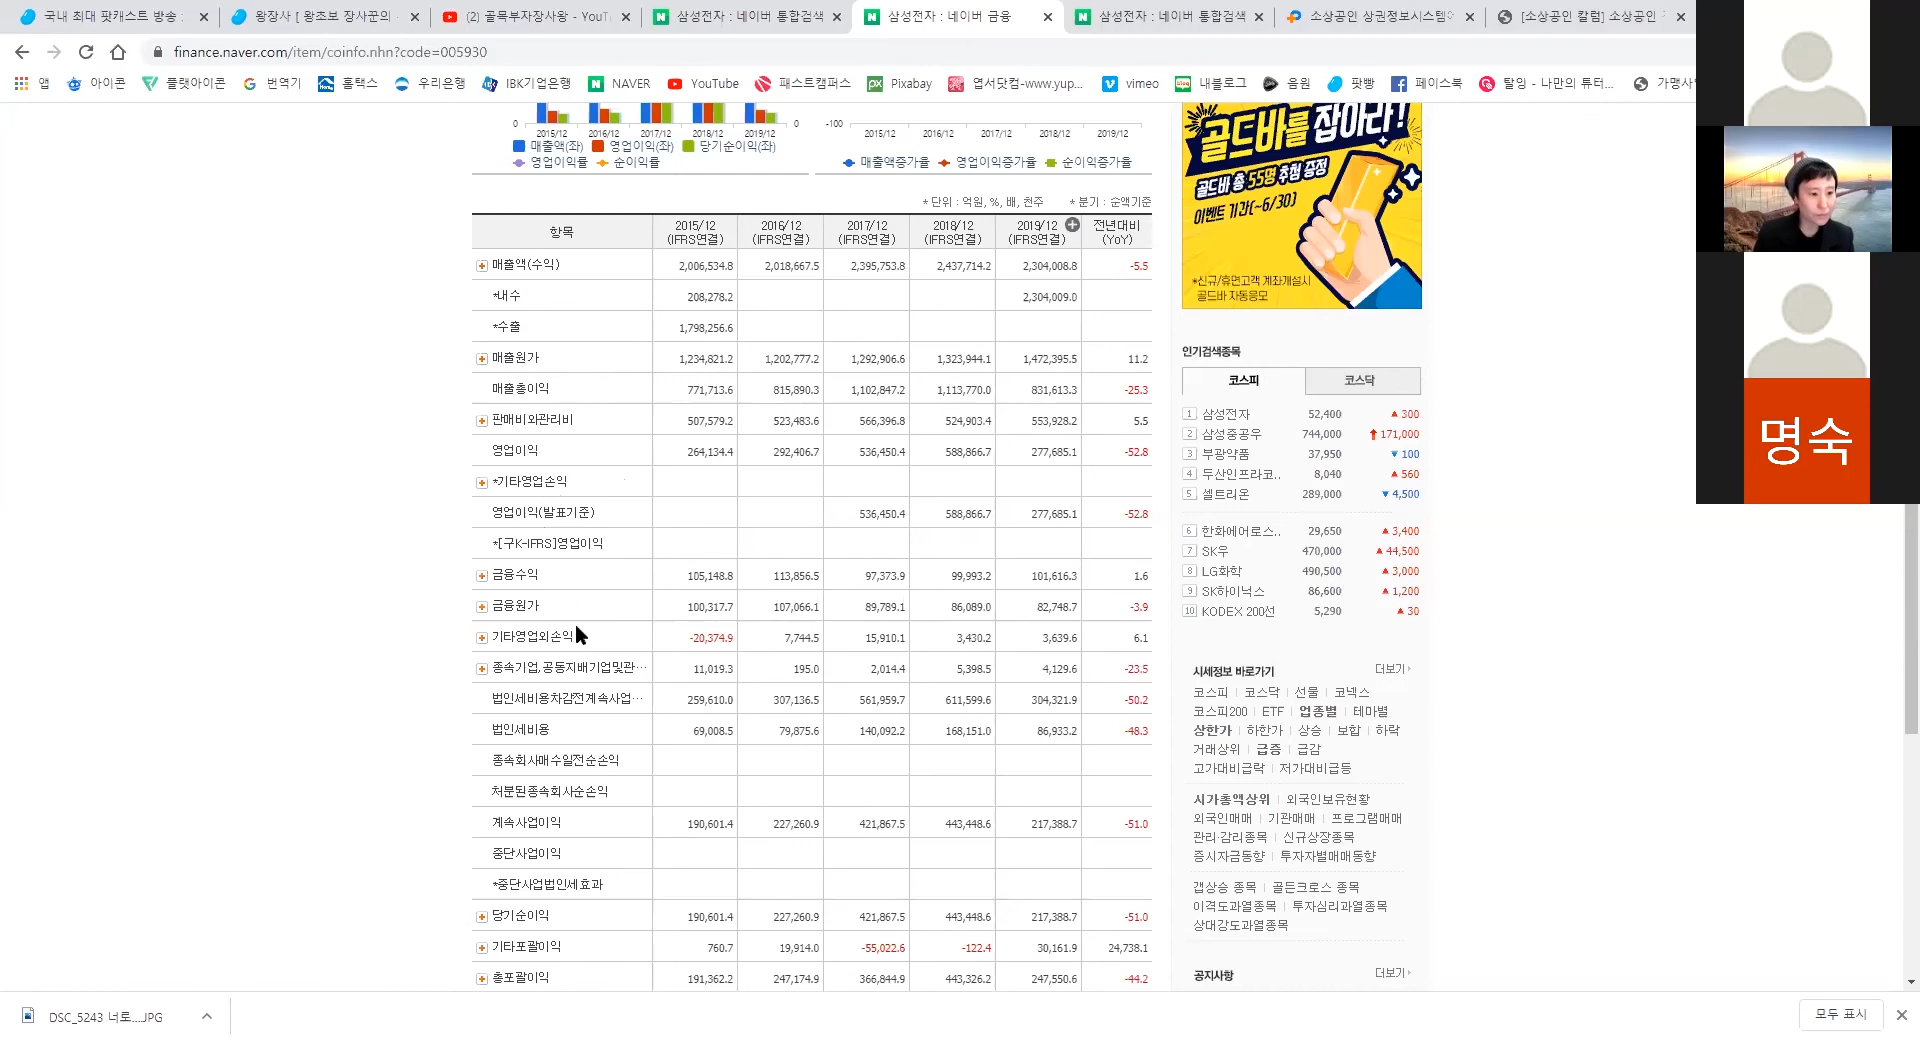 국내 최대 팟캐스트 방송 :
왕장사 [ 왕초보 장사꾼의
(2) 골목부자장사왕 - YouT
삼성전자 : 네이버 통합검색
삼성전자 : 네이버 금융
삼성전자 : 네이버 통합검색
소상공인 상권정보시스템
[소상공인 칼럼] 소상공인
finance.naver.com/item/coinfo.nhn?code=005930
앱 아이콘 플랫아이콘 번역기 홈택스 우리은행 IBK기업은행 NAVER YouTube 패스트캠퍼스 Pixabay 엽서닷컴-www.yup... vimeo 내블로그 음원 팟빵 페이스북 탈잉 - 나만의 튜터... 가맹사
0 2015/12 2016/12 2017/12 2018/12 2019/12 0
매출액(좌) 영업이익(좌) 당기순이익(좌)
영업이익률 순이익률
-100 2015/12 2016/12 2017/12 2018/12 2019/12
매출액증가율 영업이익증가율 순이익증가율
* 단위 : 억원, %, 배, 천주 * 분기 : 순액기준
항목 2015/12 (IFRS연결) 2016/12 (IFRS연결) 2017/12 (IFRS연결) 2018/12 (IFRS연결) 2019/12 (IFRS연결) 전년대비 (YoY)
매출액(수익) 2,006,534.8 2,018,667.5 2,395,753.8 2,437,714.2 2,304,008.8 -5.5
*내수 208,278.2 2,304,009.0
*수출 1,798,256.6
매출원가 1,234,821.2 1,202,777.2 1,292,906.6 1,323,944.1 1,472,395.5 11.2
매출총이익 771,713.6 815,890.3 1,102,847.2 1,113,770.0 831,613.3 -25.3
판매비와관리비 507,579.2 523,483.6 566,396.8 524,903.4 553,928.2 5.5
영업이익 264,134.4 292,406.7 536,450.4 588,866.7 277,685.1 -52.8
*기타영업손익
영업이익(발표기준) 536,450.4 588,866.7 277,685.1 -52.8
*[구K-IFRS]영업이익
금융수익 105,148.8 113,856.5 97,373.9 99,993.2 101,616.3 1.6
금융원가 100,317.7 107,066.1 89,789.1 86,089.0 82,748.7 -3.9
기타영업외손익 -20,374.9 7,744.5 15,910.1 3,430.2 3,639.6 6.1
종속기업,공동지배기업및관… 11,019.3 195.0 2,014.4 5,398.5 4,129.6 -23.5
법인세비용차감전계속사업… 259,610.0 307,136.5 561,959.7 611,599.6 304,321.9 -50.2
법인세비용 69,008.5 79,875.6 140,092.2 168,151.0 86,933.2 -48.3
종속회사매수일전순손익
처분된종속회사순손익
계속사업이익 190,601.4 227,260.9 421,867.5 443,448.6 217,388.7 -51.0
중단사업이익
*중단사업법인세효과
당기순이익 190,601.4 227,260.9 421,867.5 443,448.6 217,388.7 -51.0
기타포괄이익 760.7 19,914.0 -55,022.6 -122.4 30,161.9 24,738.1
총포괄이익 191,362.2 247,174.9 366,844.9 443,326.2 247,550.6 -44.2
골드바를 잡아라!
골드바 총 55명 추첨 증정
이벤트 기간(~6/30)
*신규/휴면고객 계좌개설시
골드바 자동응모
인기검색종목
코스피 코스닥
1 삼성전자 52,400 ▲ 300
2 삼성중공우 744,000 ↑ 171,000
3 부광약품 37,950 ▼ 100
4 두산인프라코.. 8,040 ▲ 560
5 셀트리온 289,000 ▼ 4,500
6 한화에어로스.. 29,650 ▲ 3,400
7 SK우 470,000 ▲ 44,500
8 LG화학 490,500 ▲ 3,000
9 SK하이닉스 86,600 ▲ 1,200
10 KODEX 200선 5,290 ▲ 30
시세정보 바로가기 더보기
코스피 코스닥 선물 코넥스
코스피200 ETF 업종별 테마별
상한가 하한가 상승 보합 하락
거래상위 급증 급감
고가대비급락 저가대비급등
시가총액상위 외국인보유현황
외국인매매 기관매매 프로그램매매
관리·감리종목 신규상장종목
증시자금동향 투자자별매매동향
갭상승 종목 골든크로스 종목
이격도과열종목 투자심리과열종목
상대강도과열종목
공지사항 더보기
명숙
DSC_5243 너로....JPG
모두 표시